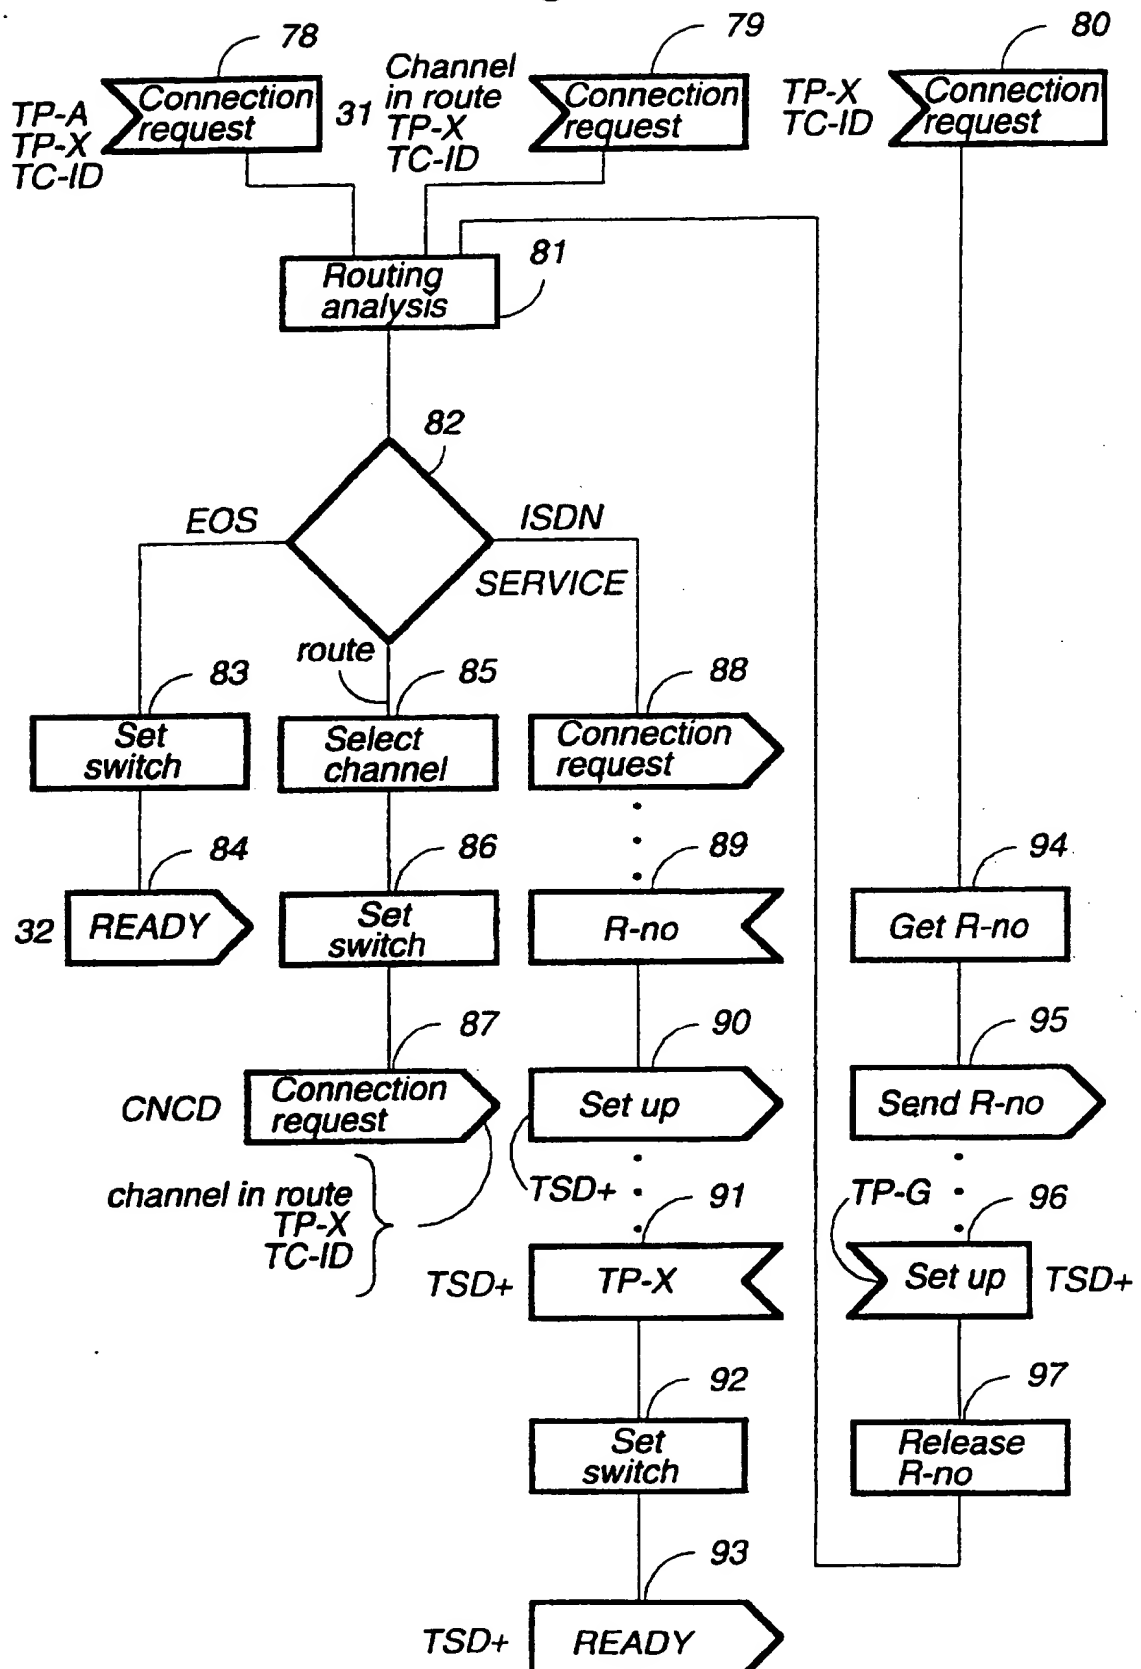 78
79
80
TP-A
TP-X
TC-ID
Connection
request
31
Channel
in route
TP-X
TC-ID
Connection
request
TP-X
TC-ID
Connection
request
81
Routing
analysis
82
EOS
ISDN
SERVICE
route
83
85
88
Set
switch
Select
channel
Connection
request
84
86
89
94
32
READY
Set
switch
R-no
Get R-no
87
90
95
CNCD
Connection
request
Set up
Send R-no
channel in route
TP-X
TC-ID
TSD+
91
TP-G
96
TSD+
TP-X
Set up
TSD+
92
97
Set
switch
Release
R-no
93
TSD+
READY